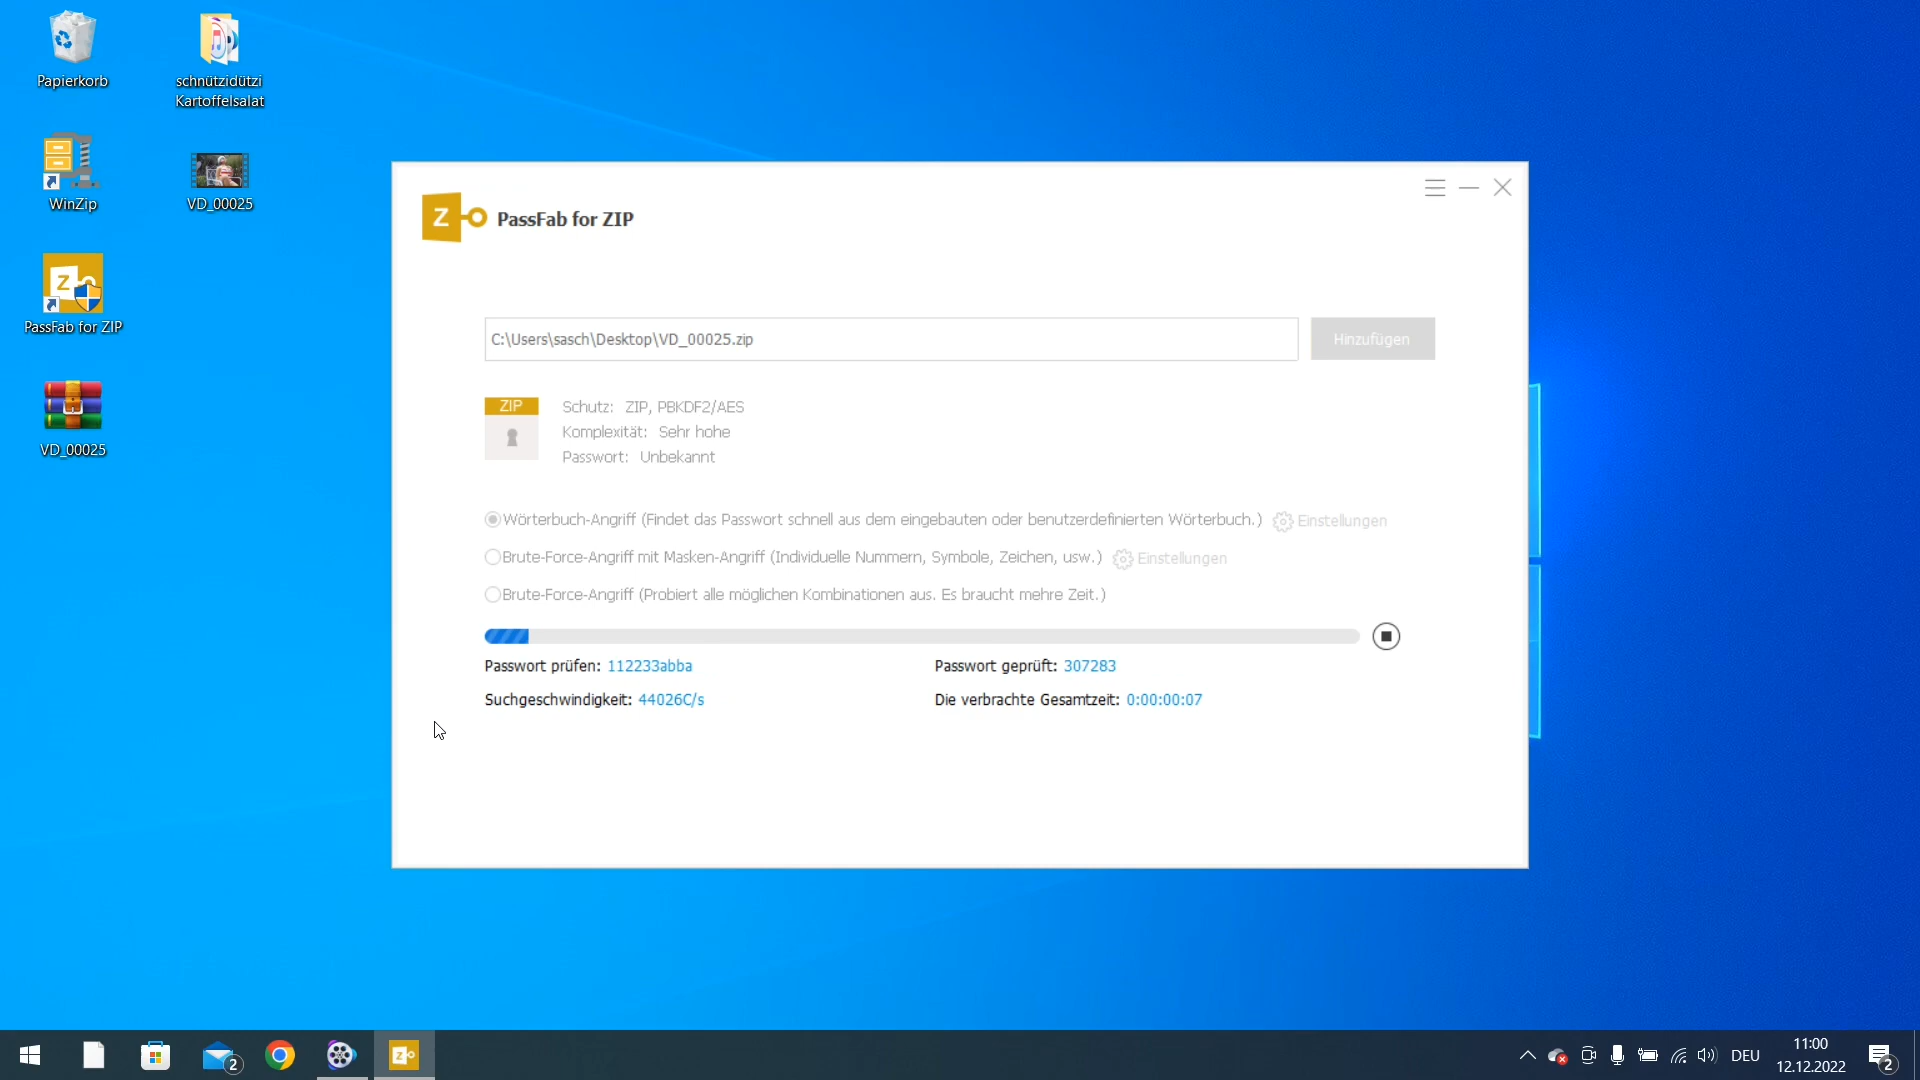 Papierkorb
schnützidützi
Kartoffelsalat
WinZip
VD_00025
Z
PassFab for ZIP
VD_00025
Z
PassFab for ZIP
C:\Users\sasch\Desktop\VD_00025.zip
Hinzufügen
ZIP
Schutz: ZIP, PBKDF2/AES
Komplexität: Sehr hohe
Passwort: Unbekannt
Wörterbuch-Angriff (Findet das Passwort schnell aus dem eingebauten oder benutzerdefinierten Wörterbuch.) Einstellungen
Brute-Force-Angriff mit Masken-Angriff (Individuelle Nummern, Symbole, Zeichen, usw.) Einstellungen
Brute-Force-Angriff (Probiert alle möglichen Kombinationen aus. Es braucht mehre Zeit.)
Passwort prüfen: 112233abba
Passwort geprüft: 307283
Suchgeschwindigkeit: 44026C/s
Die verbrachte Gesamtzeit: 0:00:00:07
2
Z
DEU
11:00
12.12.2022
2